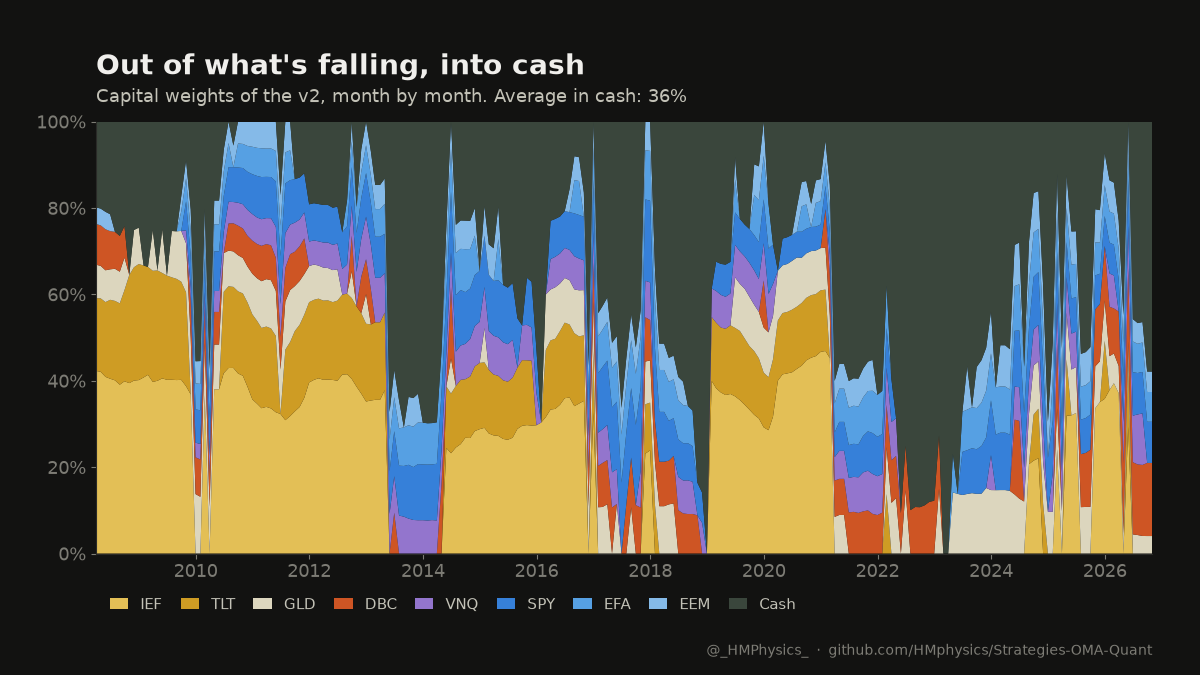 Out of what's falling, into cash
Capital weights of the v2, month by month. Average in cash: 36%
100%
80%
60%
40%
20%
0%
2010 2012 2014 2016 2018 2020 2022 2024 2026
IEF TLT GLD DBC VNQ SPY EFA EEM Cash
@_HMPhysics_ · github.com/HMphysics/Strategies-OMA-Quant